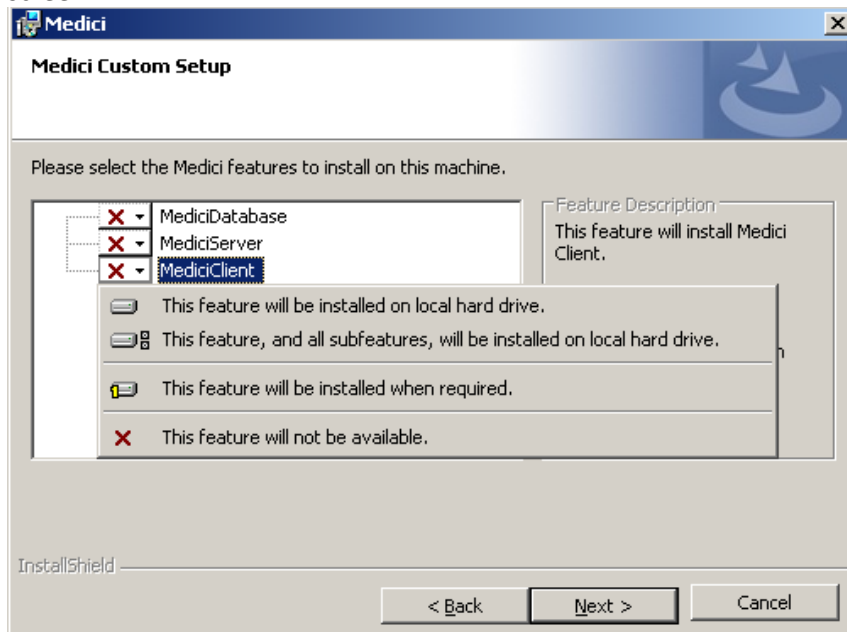 Medici
Medici Custom Setup
Please select the Medici features to install on this machine.
MediciDatabase
MediciServer
MediciClient
Feature Description
This feature will install Medici
Client.
This feature will be installed on local hard drive.
This feature, and all subfeatures, will be installed on local hard drive.
This feature will be installed when required.
This feature will not be available.
InstallShield
< Back
Next >
Cancel